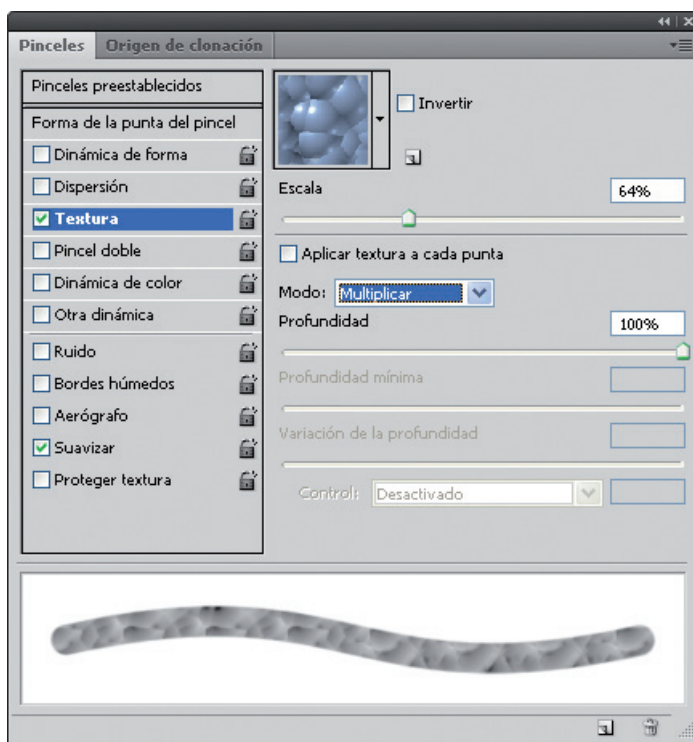 Pinceles
Origen de clonación
Pinceles preestablecidos
Forma de la punta del pincel
Dinámica de forma
Dispersión
Textura
Pincel doble
Dinámica de color
Otra dinámica
Ruido
Bordes húmedos
Aerógrafo
Suavizar
Proteger textura
Invertir
Escala 64%
Aplicar textura a cada punta
Modo: Multiplicar
Profundidad 100%
Profundidad mínima
Variación de la profundidad
Control: Desactivado